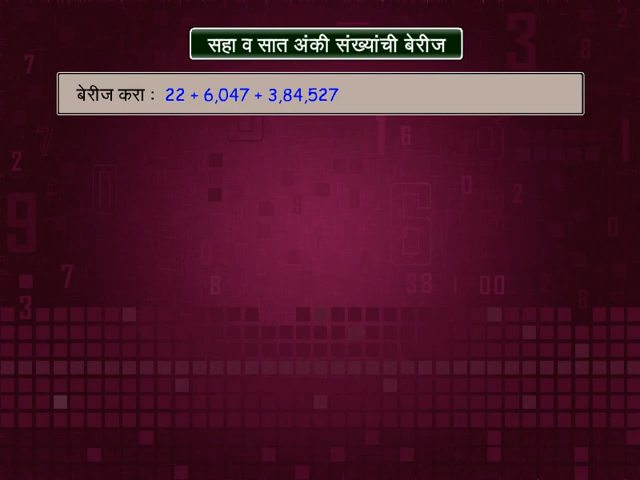 सहा व सात अंकी संख्यांची बेरीज
बेरीज करा : 22 + 6,047 + 3,84,527